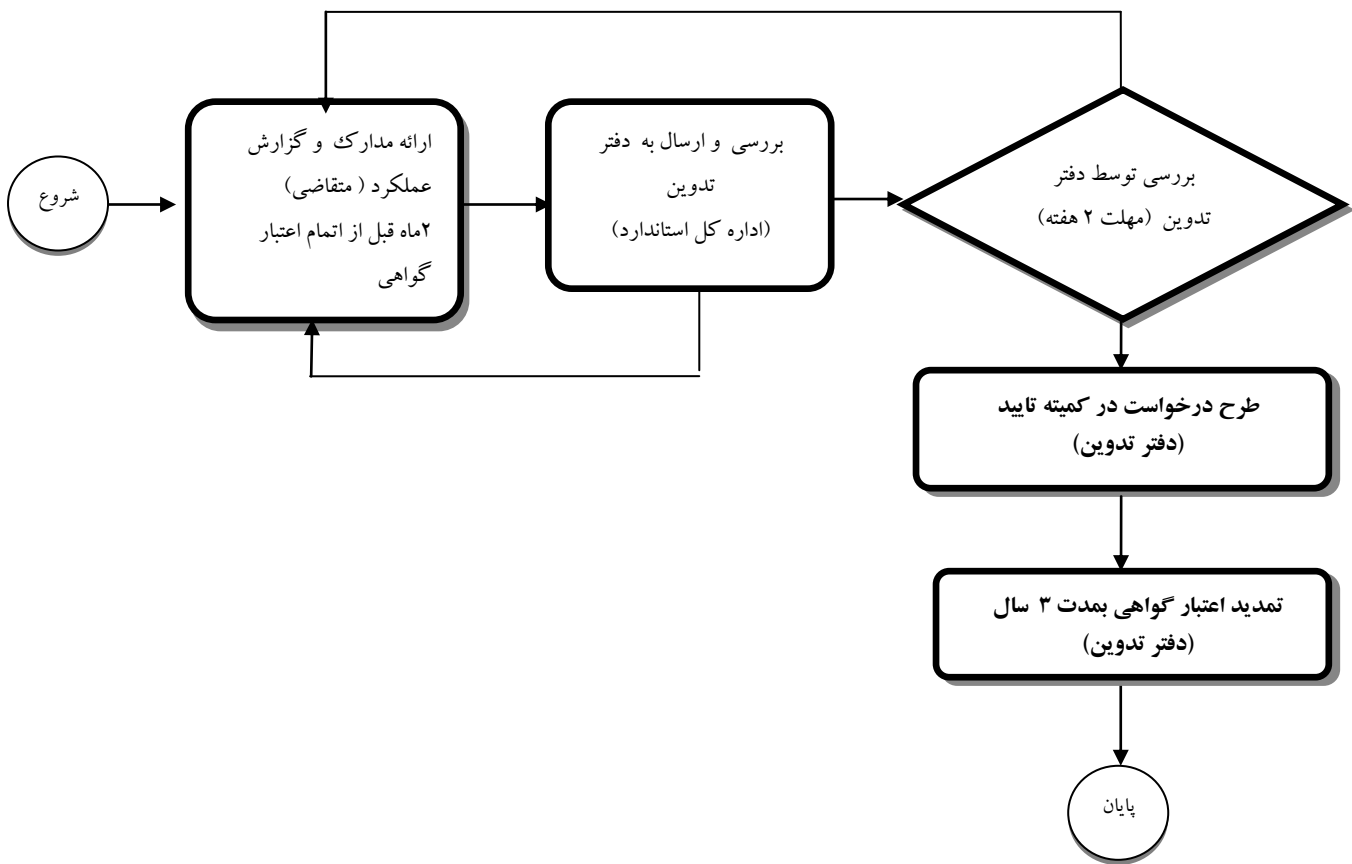 شروع
ارائه مدارک و گزارش
عملکرد ( متقاضی)
۲ماه قبل از اتمام اعتبار
گواهی
بررسی و ارسال به دفتر
تدوین
(اداره کل استاندارد)
بررسی توسط دفتر
تدوین (مهلت ۲ هفته)
طرح درخواست در کمیته تایید
(دفتر تدوین)
تمدید اعتبار گواهی بمدت ۳ سال
(دفتر تدوین)
پایان